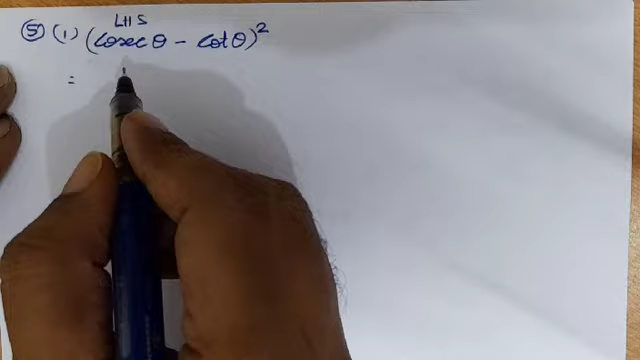 LHS
(5) (i) (cosec θ - cot θ)²
=